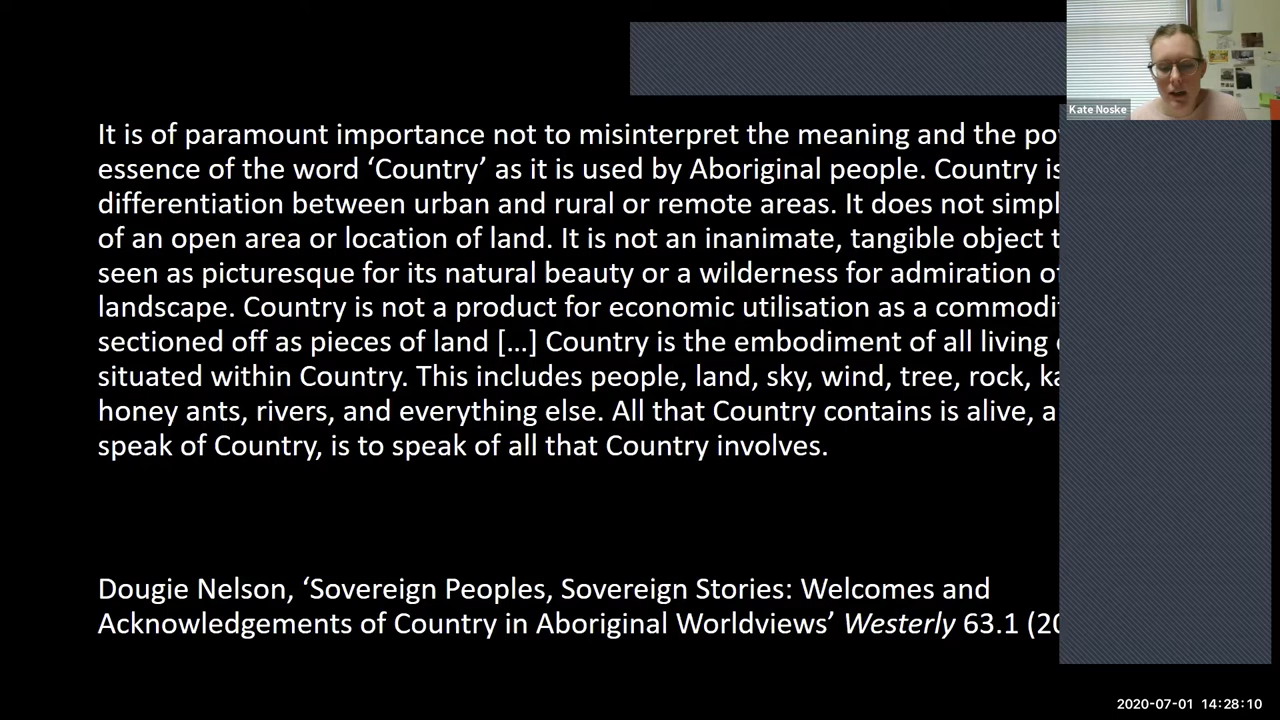 It is of paramount importance not to misinterpret the meaning and the
essence of the word ‘Country’ as it is used by Aboriginal people. Country is
differentiation between urban and rural or remote areas. It does not
of an open area or location of land. It is not an inanimate, tangible object
seen as picturesque for its natural beauty or a wilderness for admiration
landscape. Country is not a product for economic utilisation as a
sectioned off as pieces of land [...] Country is the embodiment of all living
situated within Country. This includes people, land, sky, wind, tree, rock,
honey ants, rivers, and everything else. All that Country contains is alive,
speak of Country, is to speak of all that Country involves.
Dougie Nelson, ‘Sovereign Peoples, Sovereign Stories: Welcomes and
Acknowledgements of Country in Aboriginal Worldviews’ Westerly 63.1
Kate Noske
2020-07-01 14:28:10